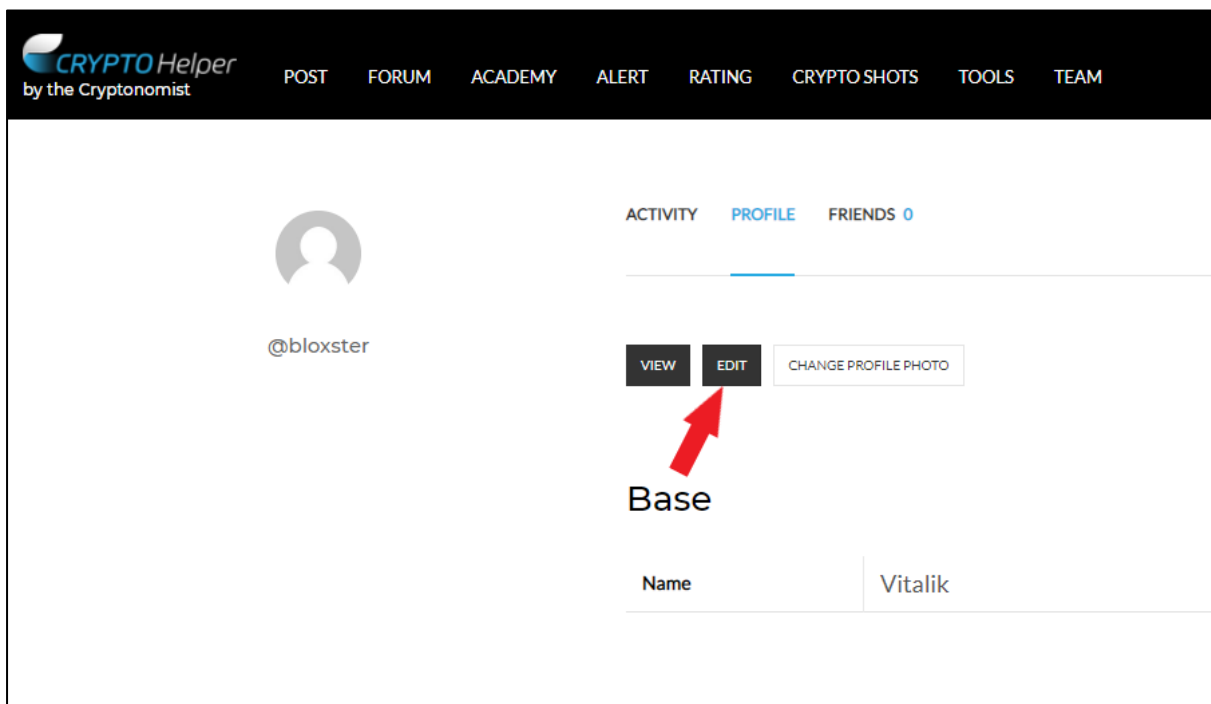 CRYPTO Helper
by the Cryptonomist
POST FORUM ACADEMY ALERT RATING CRYPTO SHOTS TOOLS TEAM
ACTIVITY PROFILE FRIENDS 0
@bloxster
VIEW EDIT CHANGE PROFILE PHOTO
Base
Name Vitalik